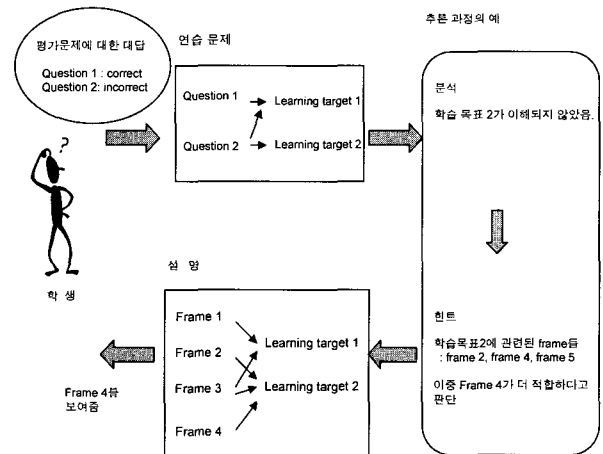 평가문제에 대한 대답
Question 1 : correct
Question 2: incorrect
?
학 생
연습 문제
Question 1
Learning target 1
Question 2
Learning target 2
추론 과정의 예
분석
학습 목표 2가 이해되지 않았음.
힌트
학습목표2에 관련된 frame들
: frame 2, frame 4, frame 5
이중 Frame 4가 더 적합하다고
판단
설 명
Frame 1
Learning target 1
Frame 2
Frame 3
Learning target 2
Frame 4
Frame 4를
보여줌